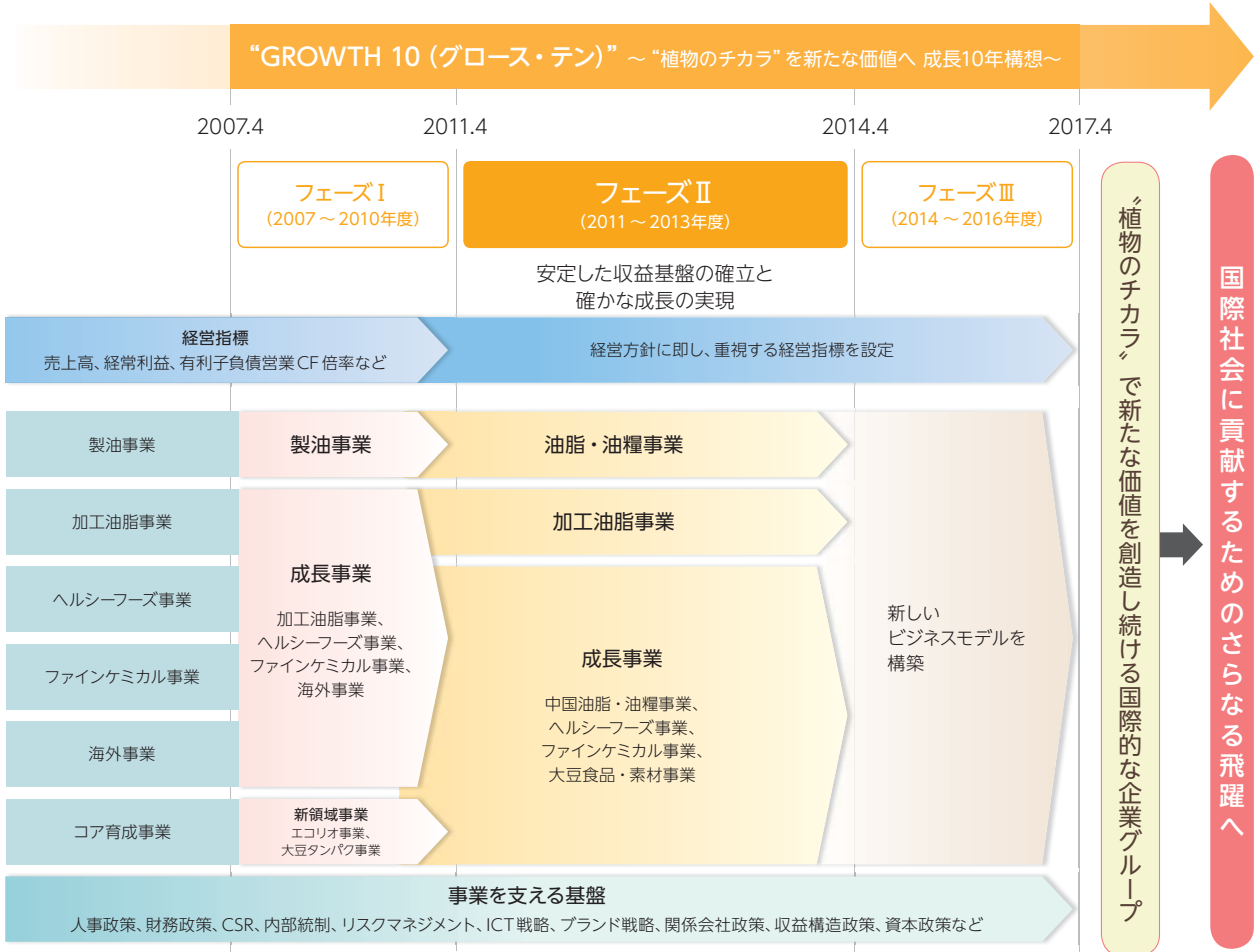 “GROWTH 10（グロース・テン）” ～ “植物のチカラ” を新たな価値へ 成長10年構想～
2007.4
2011.4
2014.4
2017.4
フェーズⅠ
（2007～2010年度）
フェーズⅡ
（2011～2013年度）
フェーズⅢ
（2014～2016年度）
安定した収益基盤の確立と
確かな成長の実現
経営指標
売上高、経常利益、有利子負債営業CF倍率など
経営方針に即し、重視する経営指標を設定
製油事業
加工油脂事業
ヘルシーフーズ事業
ファインケミカル事業
海外事業
コア育成事業
製油事業
成長事業
加工油脂事業、
ヘルシーフーズ事業、
ファインケミカル事業、
海外事業
新領域事業
エコリオ事業、
大豆タンパク事業
油脂・油糧事業
加工油脂事業
成長事業
中国油脂・油糧事業、
ヘルシーフーズ事業、
ファインケミカル事業、
大豆食品・素材事業
新しい
ビジネスモデルを
構築
事業を支える基盤
人事政策、財務政策、CSR、内部統制、リスクマネジメント、ICT戦略、ブランド戦略、関係会社政策、収益構造政策、資本政策など
“植物のチカラ” で新たな価値を創造し続ける国際的な企業グループ
国際社会に貢献するためのさらなる飛躍へ